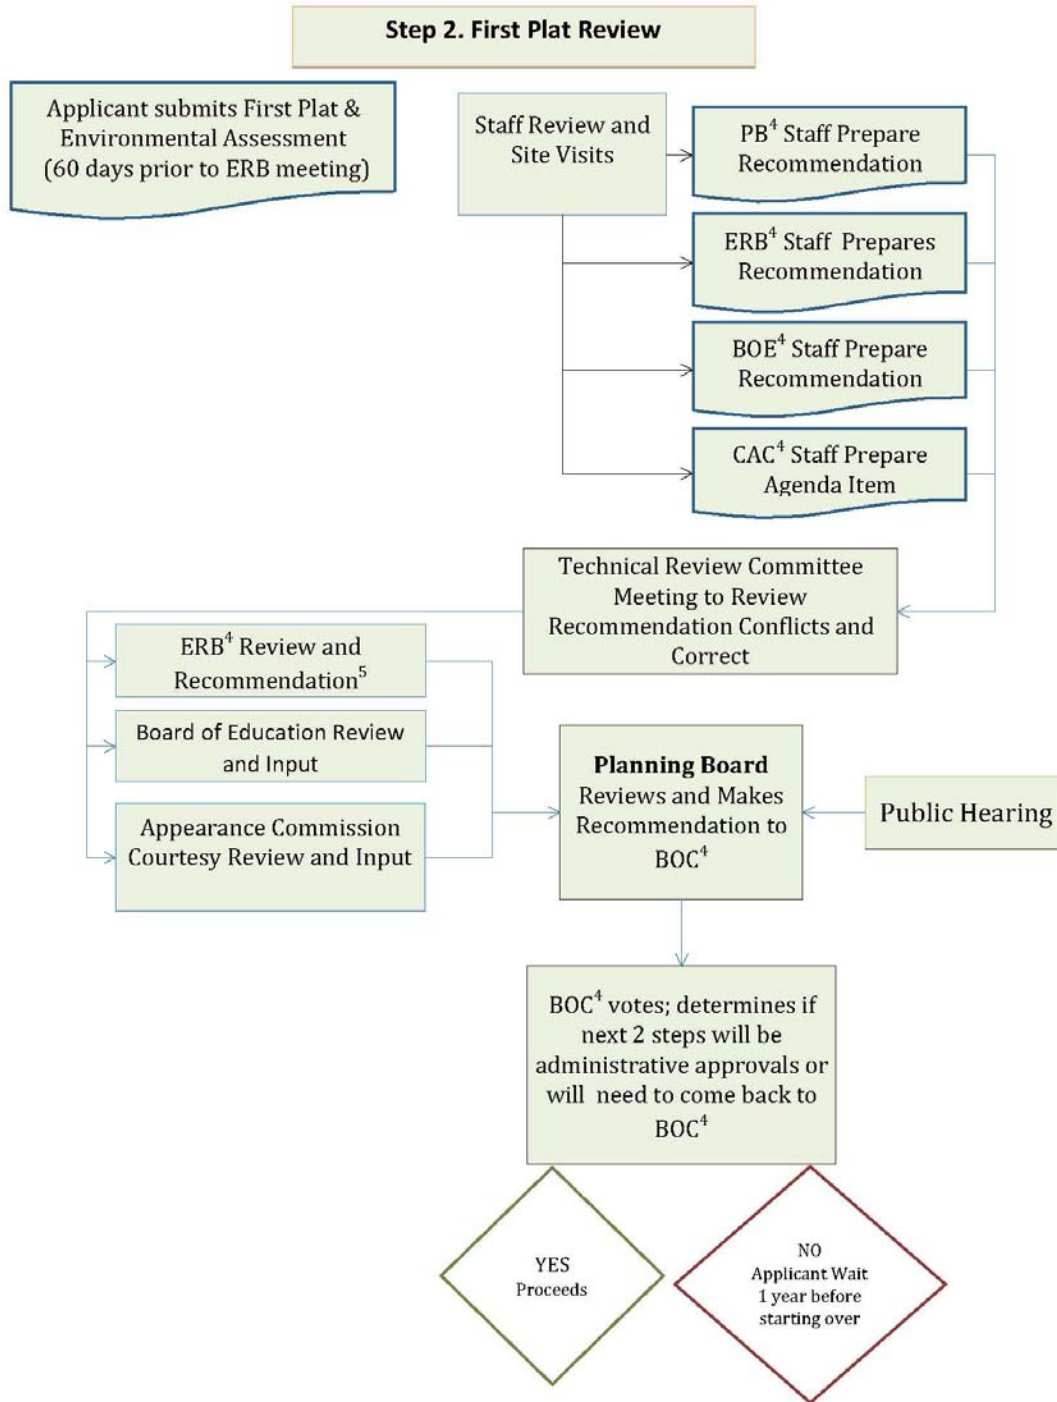 Step 2. First Plat Review
Applicant submits First Plat &
Environmental Assessment
(60 days prior to ERB meeting)
Staff Review and
Site Visits
PB⁴ Staff Prepare
Recommendation
ERB⁴ Staff Prepares
Recommendation
BOE⁴ Staff Prepare
Recommendation
CAC⁴ Staff Prepare
Agenda Item
Technical Review Committee
Meeting to Review
Recommendation Conflicts and
Correct
ERB⁴ Review and
Recommendation⁵
Board of Education Review
and Input
Appearance Commission
Courtesy Review and Input
Planning Board
Reviews and Makes
Recommendation to
BOC⁴
Public Hearing
BOC⁴ votes; determines if
next 2 steps will be
administrative approvals or
will need to come back to
BOC⁴
YES
Proceeds
NO
Applicant Wait
1 year before
starting over